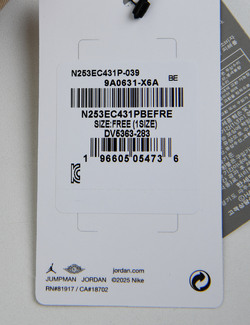 N253EC431P-039
BE
9A0631-X6A
N253EC431PBEFRE
SIZE:FREE (1SIZE)
DV5363-283
1 96605 05473 6
JUMPMAN JORDAN
jordan.com
©2025 Nike
RN#81917 / CA#18702